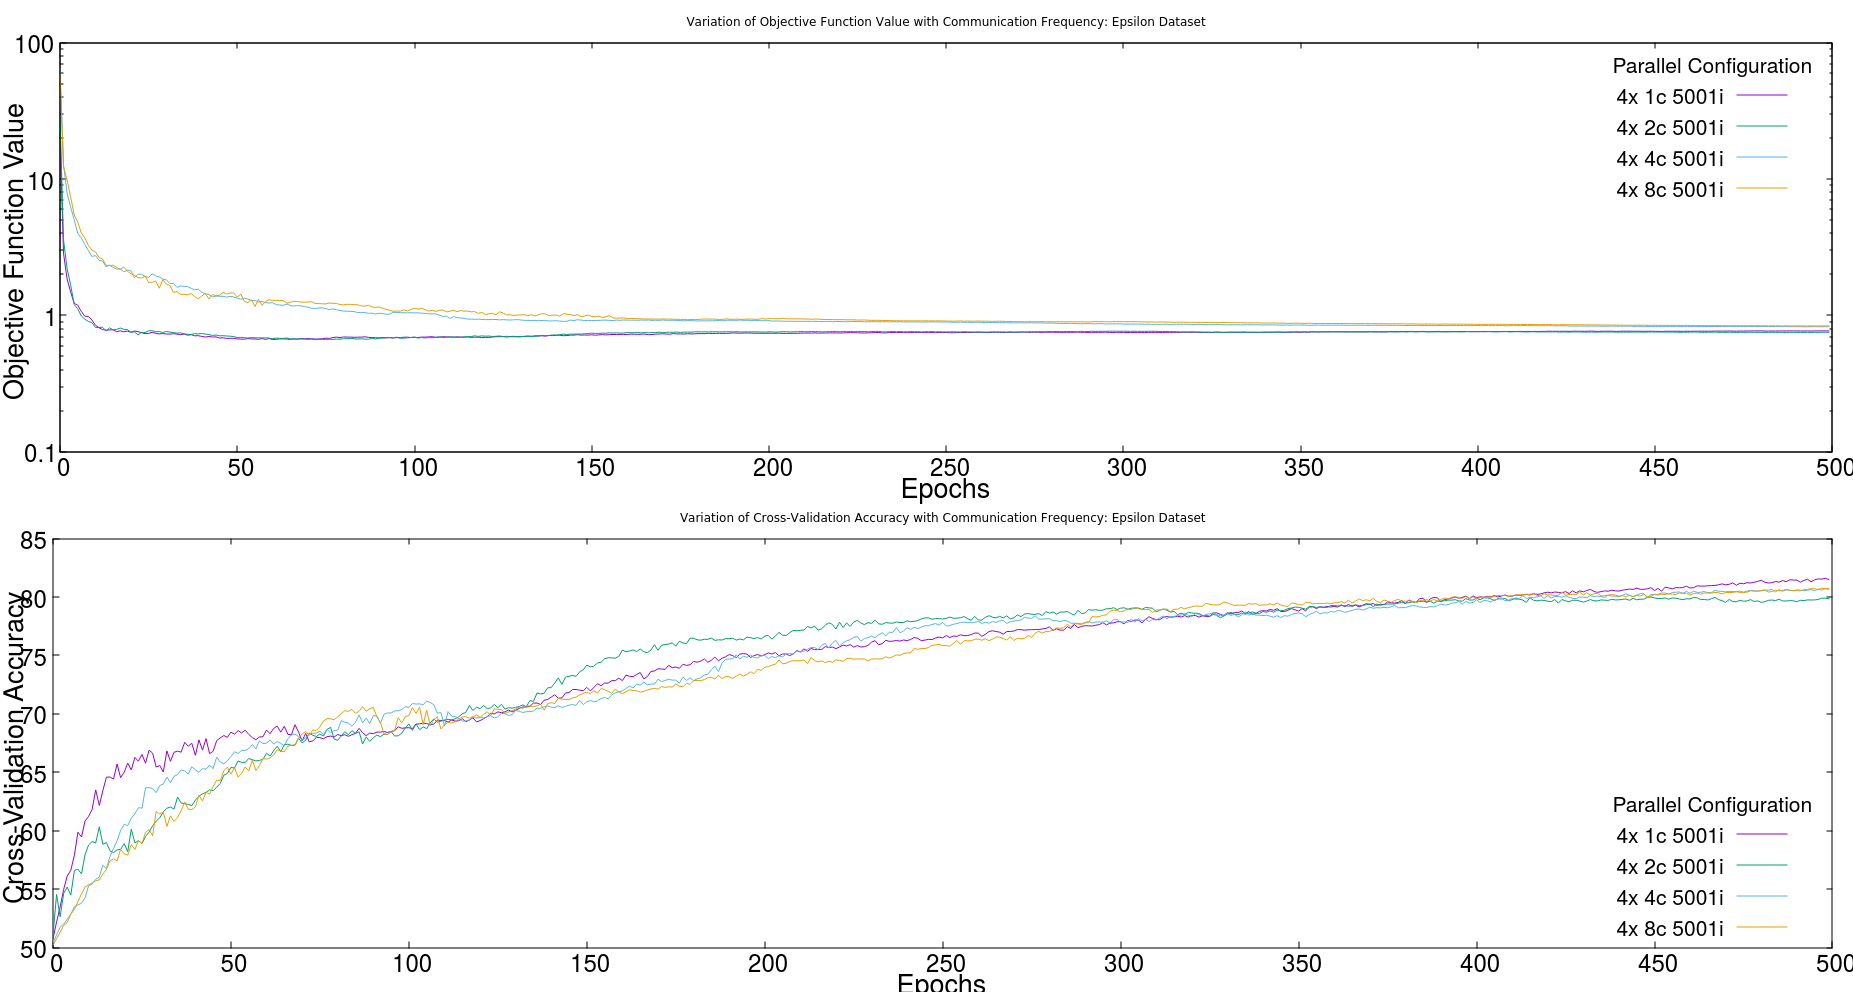 Variation of Objective Function Value with Communication Frequency: Epsilon Dataset
Objective Function Value
100
10
1
0.1
Parallel Configuration
4x 1c 5001i
4x 2c 5001i
4x 4c 5001i
4x 8c 5001i
0 50 100 150 200 250 300 350 400 450 500
Epochs
Variation of Cross-Validation Accuracy with Communication Frequency: Epsilon Dataset
Cross-Validation Accuracy
85
80
75
70
65
60
55
50
Parallel Configuration
4x 1c 5001i
4x 2c 5001i
4x 4c 5001i
4x 8c 5001i
0 50 100 150 200 250 300 350 400 450 500
Epochs